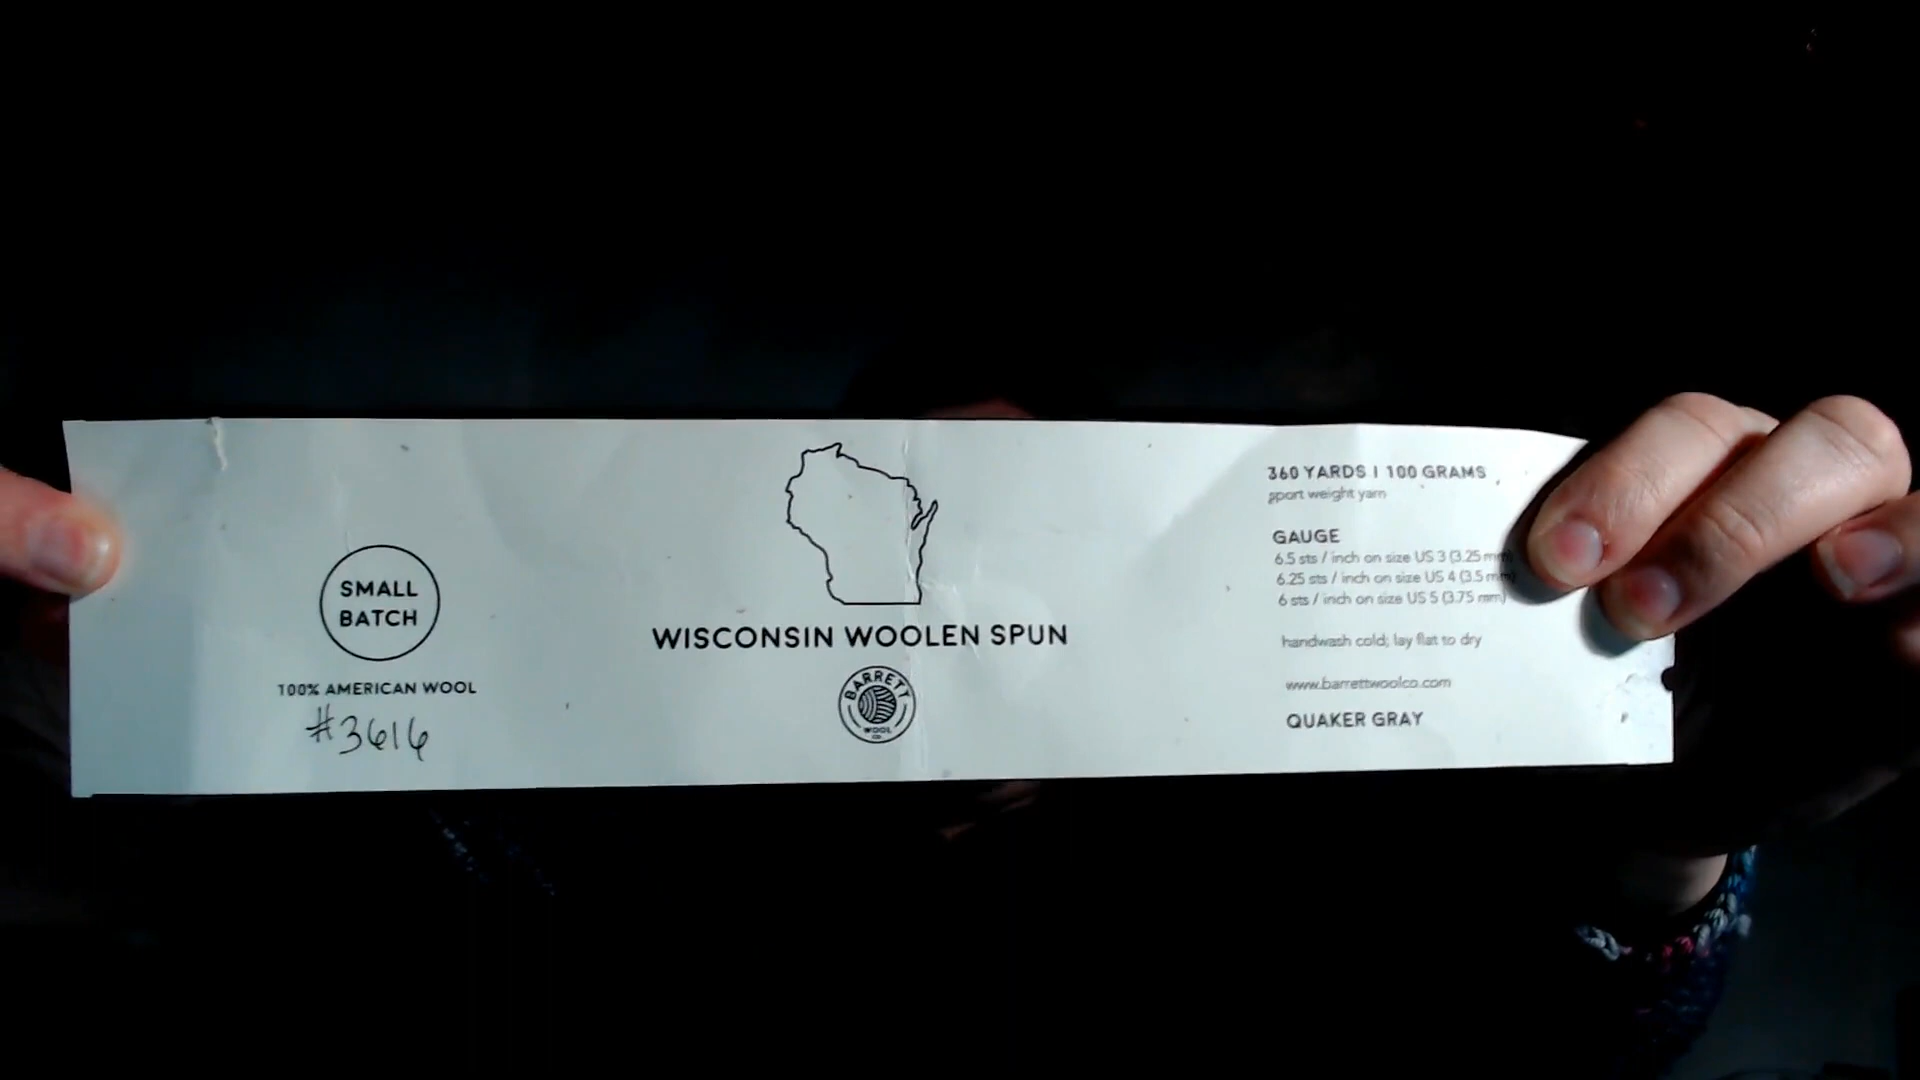 SMALL
BATCH
100% AMERICAN WOOL
#3616
WISCONSIN WOOLEN SPUN
BARRETT
WOOL
CO.
360 YARDS | 100 GRAMS
sport weight yarn
GAUGE
6.5 sts / inch on size US 3 (3.25 mm)
6.25 sts / inch on size US 4 (3.5 mm)
6 sts / inch on size US 5 (3.75 mm)
handwash cold; lay flat to dry
www.barrettwoolco.com
QUAKER GRAY